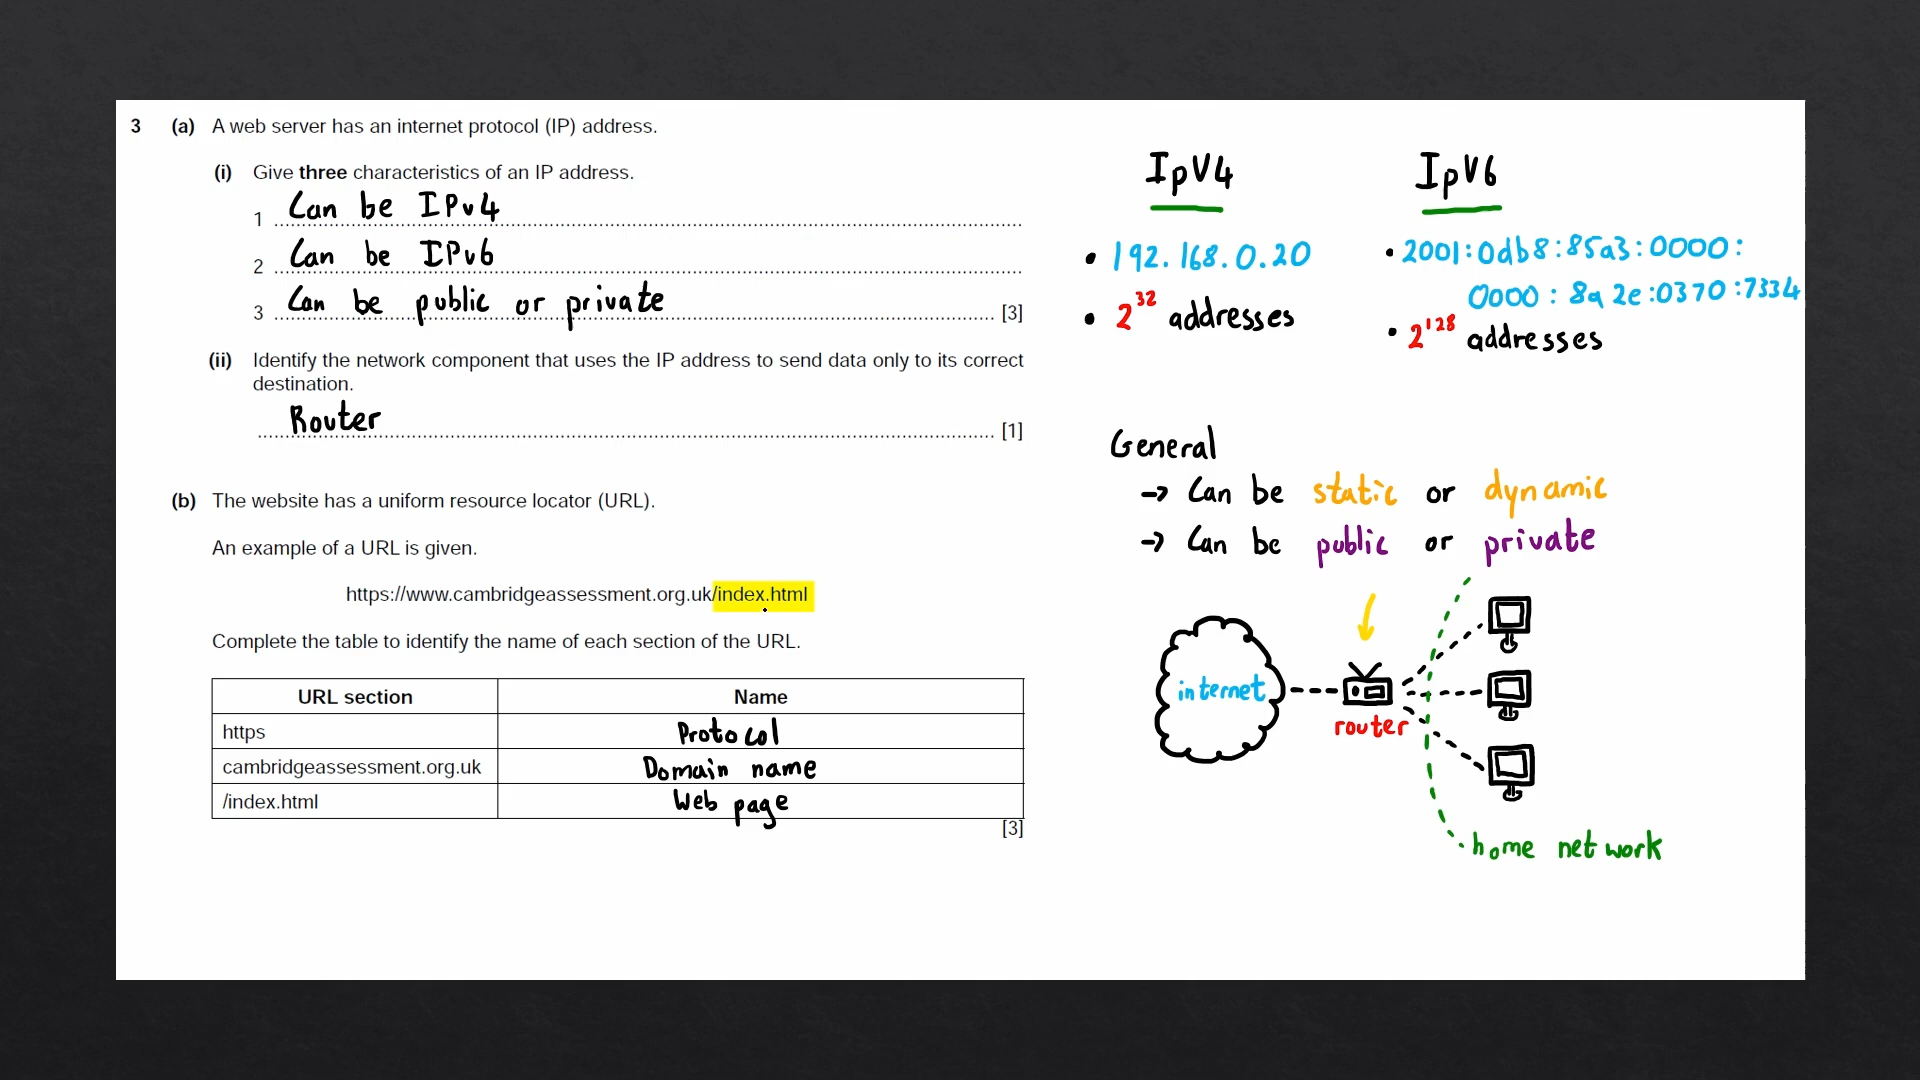 3 (a) A web server has an internet protocol (IP) address.
(i) Give three characteristics of an IP address.
1 Can be IPv4
2 Can be IPv6
3 Can be public or private [3]
(ii) Identify the network component that uses the IP address to send data only to its correct
destination.
Router
[1]
(b) The website has a uniform resource locator (URL).
An example of a URL is given.
https://www.cambridgeassessment.org.uk/index.html
Complete the table to identify the name of each section of the URL.
URL section Name
https Protocol
cambridgeassessment.org.uk Domain name
/index.html Web page
[3]
IpV4
• 192.168.0.20
• 2^32 addresses
IpV6
• 2001:0db8:85a3:0000:
0000:8a2e:0370:7334
• 2^128 addresses
General
→ Can be static or dynamic
→ Can be public or private
internet
router
home network